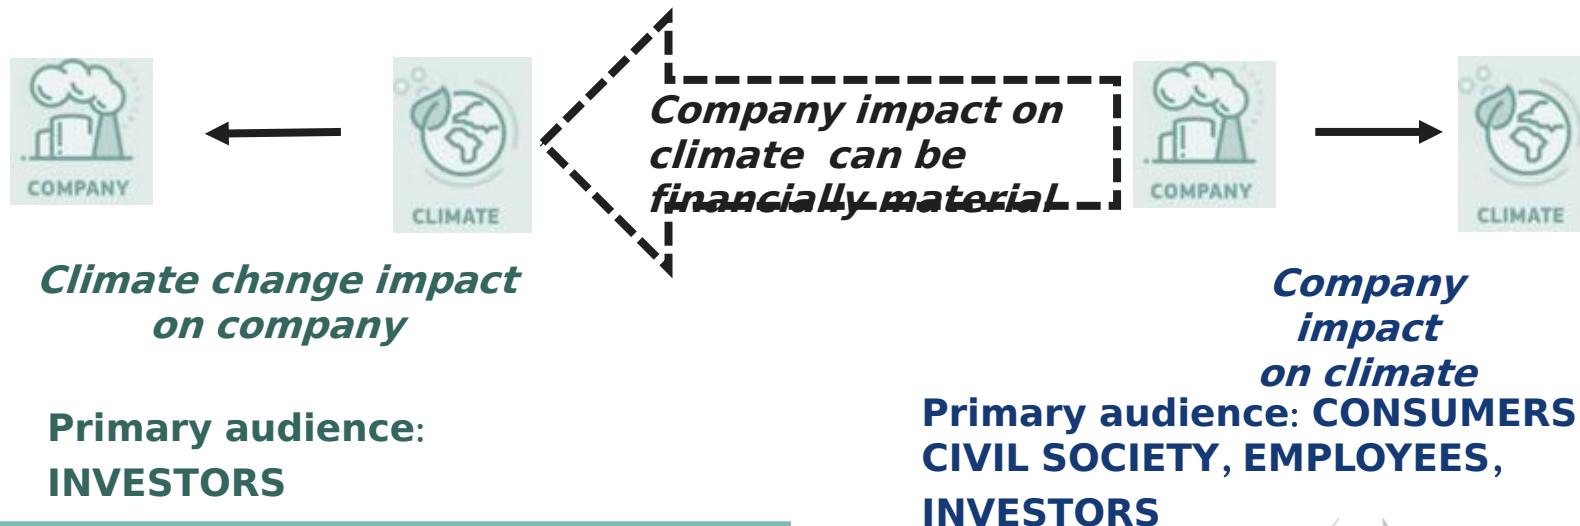 COMPANY
CLIMATE
Company impact on
climate can be
financially material
COMPANY
CLIMATE
Climate change impact
on company
Company
impact
on climate
Primary audience:
INVESTORS
Primary audience: CONSUMERS
CIVIL SOCIETY, EMPLOYEES,
INVESTORS